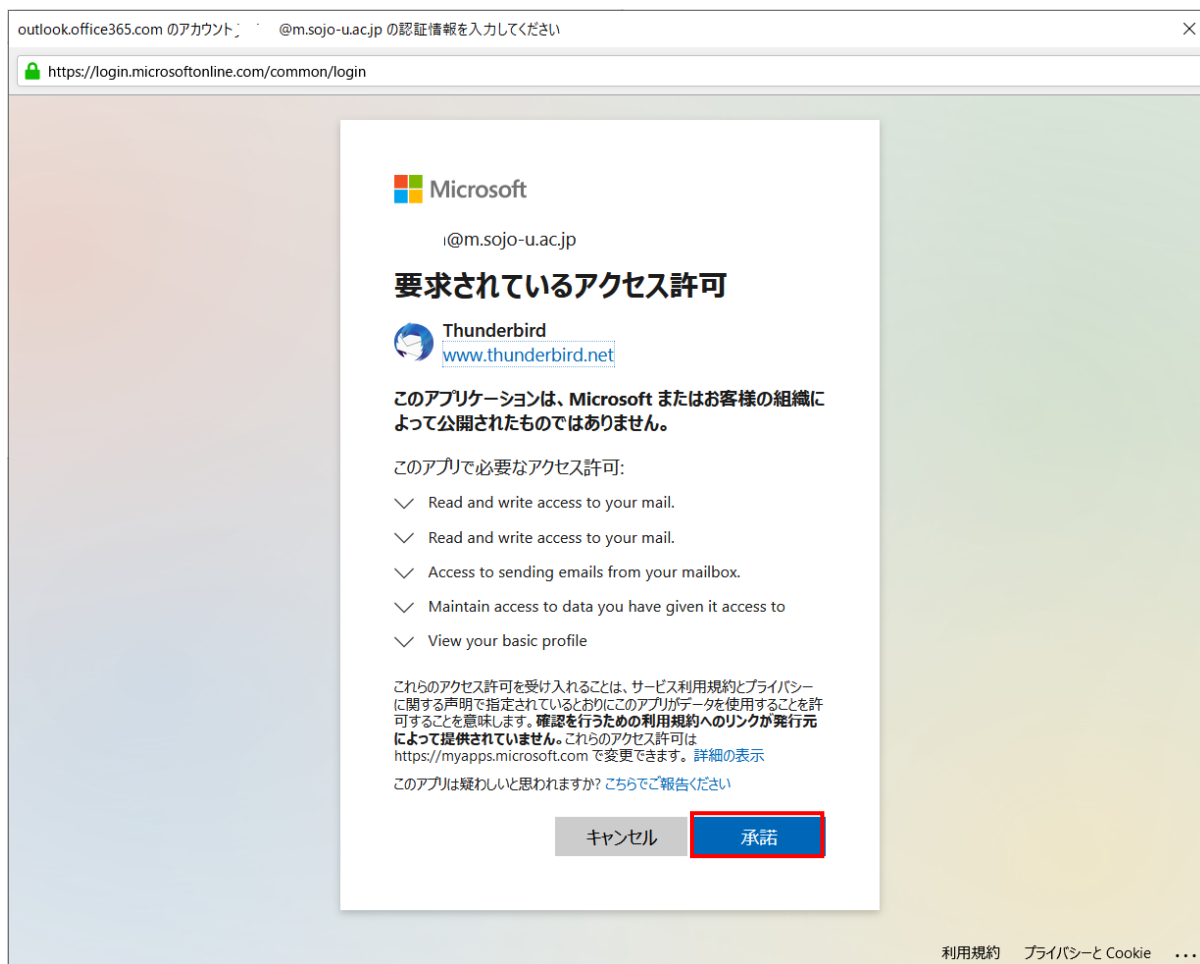 outlook.office365.com のアカウント @m.sojo-u.ac.jp の認証情報を入力してください
https://login.microsoftonline.com/common/login
Microsoft
@m.sojo-u.ac.jp
要求されているアクセス許可
Thunderbird
www.thunderbird.net
このアプリケーションは、Microsoft またはお客様の組織に
よって公開されたものではありません。
このアプリで必要なアクセス許可:
Read and write access to your mail.
Read and write access to your mail.
Access to sending emails from your mailbox.
Maintain access to data you have given it access to
View your basic profile
これらのアクセス許可を受け入れることは、サービス利用規約とプライバシー
に関する声明で指定されているとおりにこのアプリがデータを使用することを許
可することを意味します。確認を行うための利用規約へのリンクが発行元
によって提供されていません。これらのアクセス許可は
https://myapps.microsoft.com で変更できます。 詳細の表示
このアプリは疑わしいと思われますか? こちらでご報告ください
キャンセル 承諾
利用規約 プライバシーと Cookie ...